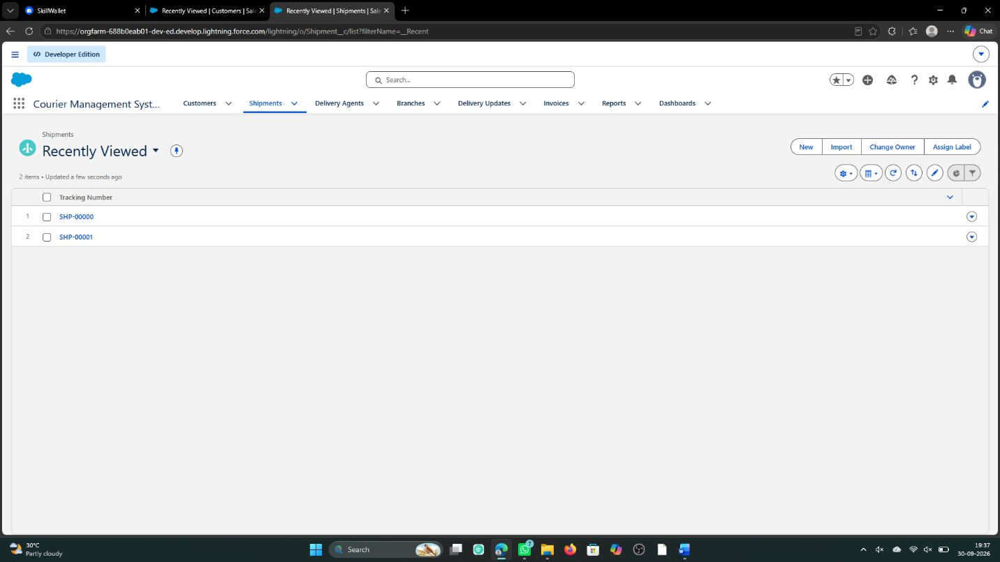 SkillWallet
Recently Viewed | Customers | Sale
Recently Viewed | Shipments | Sale
https://orgfarm-688b0eab01-dev-ed.develop.lightning.force.com/lightning/o/Shipment__c/list?filterName=__Recent
Chat
Developer Edition
Search...
Courier Management Syst...
Customers
Shipments
Delivery Agents
Branches
Delivery Updates
Invoices
Reports
Dashboards
Shipments
Recently Viewed
New
Import
Change Owner
Assign Label
2 items • Updated a few seconds ago
Tracking Number
1 SHP-00000
2 SHP-00001
30°C
Partly cloudy
Search
7
19:37
30-09-2026